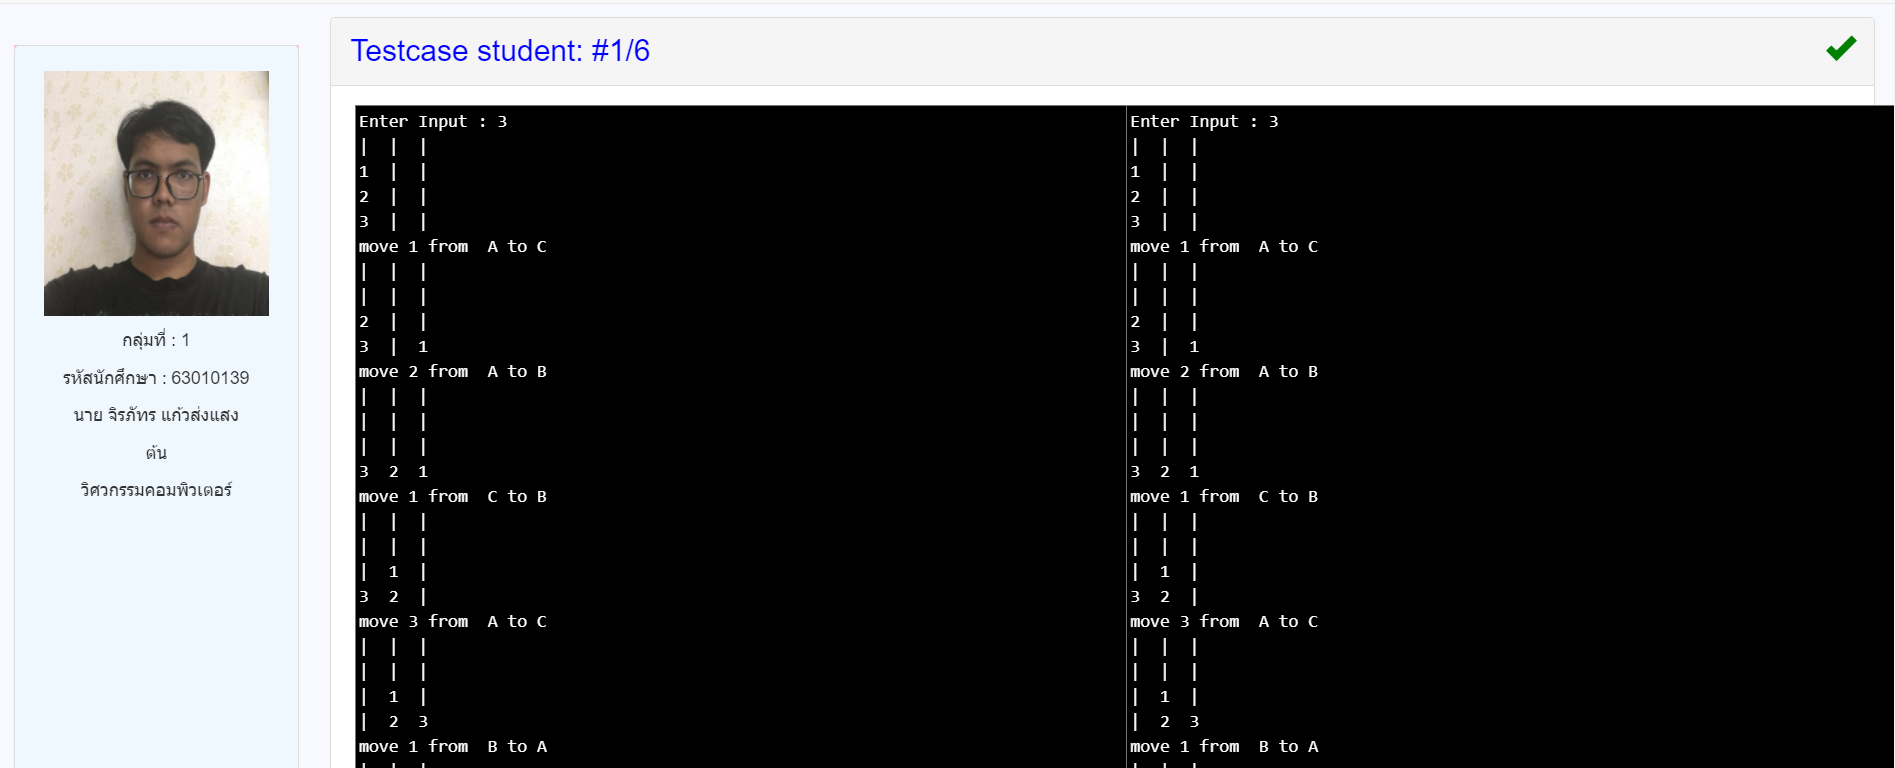 Testcase student: #1/6
กลุ่มที่ : 1
รหัสนักศึกษา : 63010139
นาย จิรภัทร แก้วส่งแสง
ต้น
วิศวกรรมคอมพิวเตอร์
Enter Input : 3
|  |  |
1  |  |
2  |  |
3  |  |
move 1 from  A to C
|  |  |
|  |  |
2  |  |
3  |  1
move 2 from  A to B
|  |  |
|  |  |
|  |  |
3  2  1
move 1 from  C to B
|  |  |
|  |  |
|  1  |
3  2  |
move 3 from  A to C
|  |  |
|  |  |
|  1  |
|  2  3
move 1 from  B to A
|  |  |
Enter Input : 3
|  |  |
1  |  |
2  |  |
3  |  |
move 1 from  A to C
|  |  |
|  |  |
2  |  |
3  |  1
move 2 from  A to B
|  |  |
|  |  |
|  |  |
3  2  1
move 1 from  C to B
|  |  |
|  |  |
|  1  |
3  2  |
move 3 from  A to C
|  |  |
|  |  |
|  1  |
|  2  3
move 1 from  B to A
|  |  |